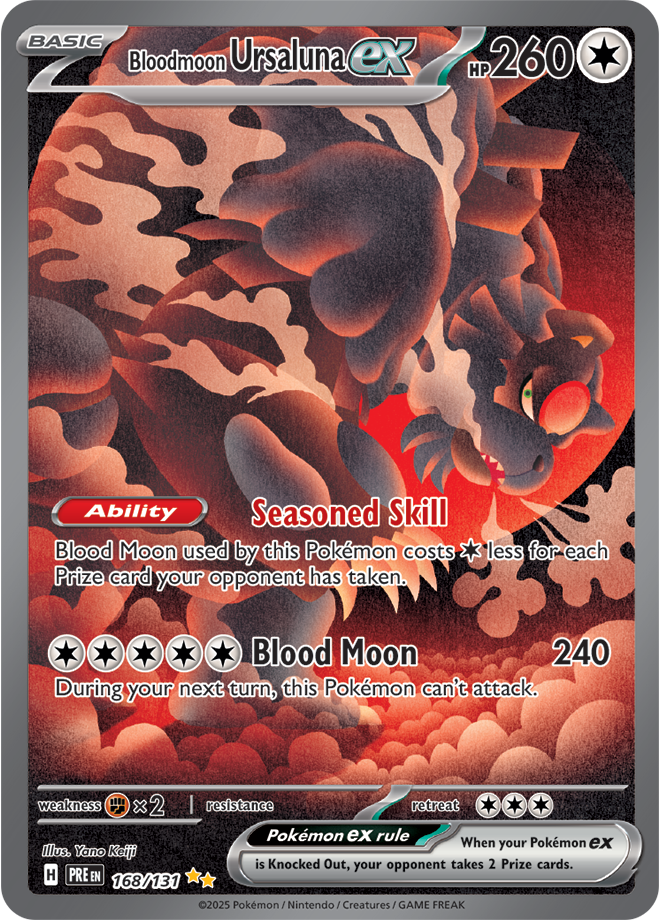 BASIC
Bloodmoon Ursaluna ex HP 260
Ability Seasoned Skill
Blood Moon used by this Pokémon costs less for each
Prize card your opponent has taken.
Blood Moon 240
During your next turn, this Pokémon can't attack.
weakness ×2 resistance retreat
Pokémon ex rule When your Pokémon ex
is Knocked Out, your opponent takes 2 Prize cards.
Illus. Yano Keiji
H PRE EN 168/131
©2025 Pokémon / Nintendo / Creatures / GAME FREAK